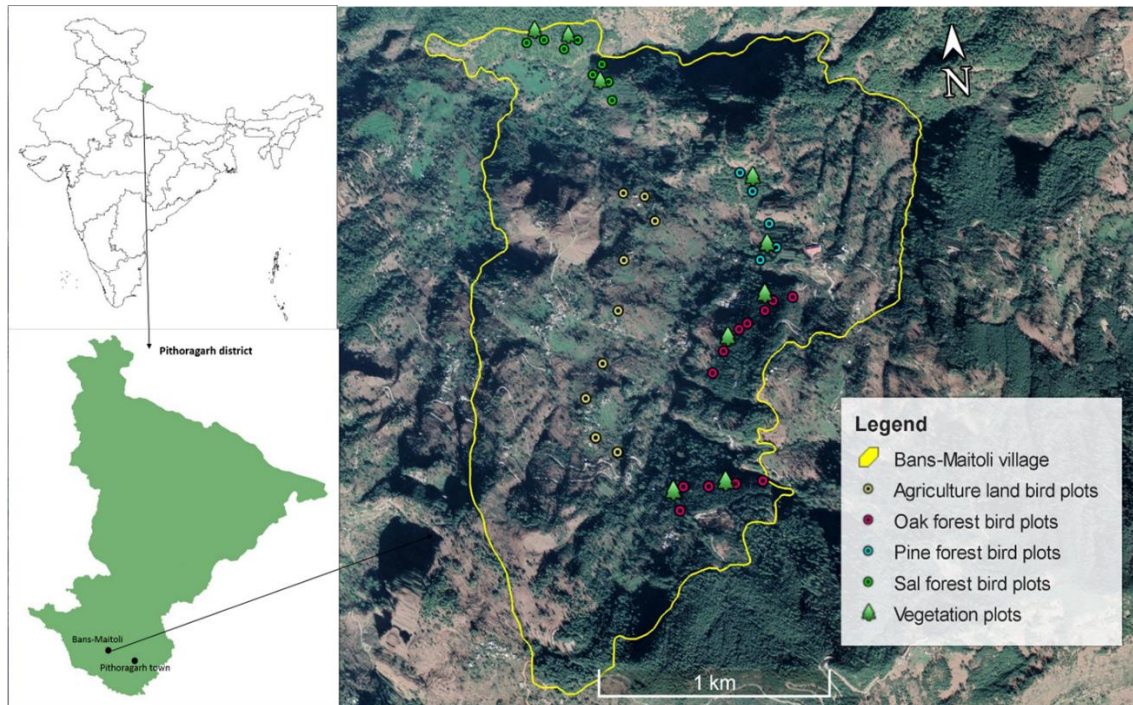 Pithoragarh district
Bans-Maitoli
Pithoragarh town
N
Legend
Bans-Maitoli village
Agriculture land bird plots
Oak forest bird plots
Pine forest bird plots
Sal forest bird plots
Vegetation plots
1 km